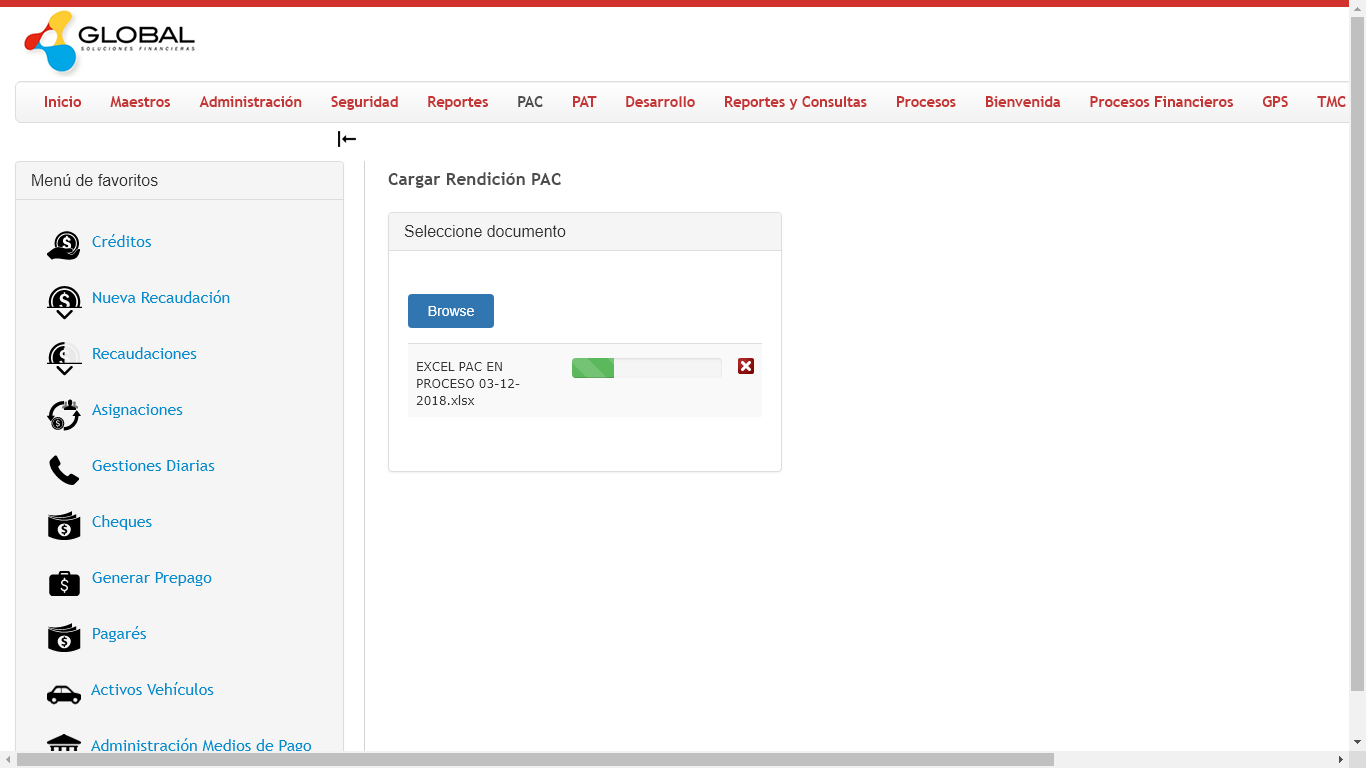 GLOBAL
SOLUCIONES FINANCIERAS
Inicio Maestros Administración Seguridad Reportes PAC PAT Desarrollo Reportes y Consultas Procesos Bienvenida Procesos Financieros GPS TMC
Menú de favoritos
Créditos
Nueva Recaudación
Recaudaciones
Asignaciones
Gestiones Diarias
Cheques
Generar Prepago
Pagarés
Activos Vehículos
Administración Medios de Pago
Cargar Rendición PAC
Seleccione documento
Browse
EXCEL PAC EN
PROCESO 03-12-
2018.xlsx